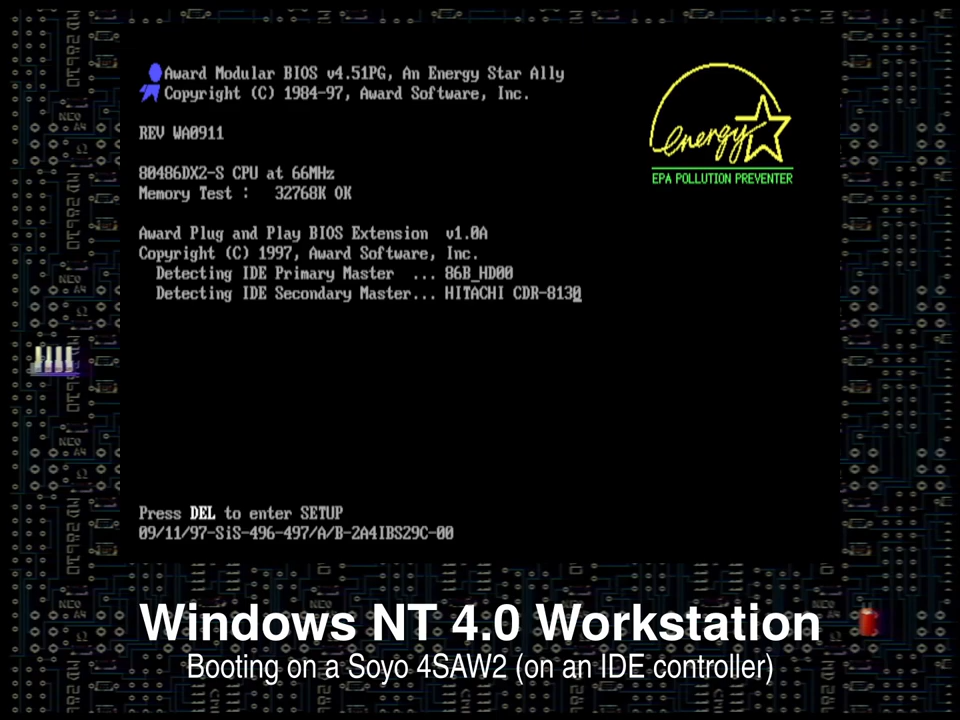 Award Modular BIOS v4.51PG, An Energy Star Ally
Copyright (C) 1984-97, Award Software, Inc.
energy
EPA POLLUTION PREVENTER
REV WA0911
80486DX2-S CPU at 66MHz
Memory Test :   32768K OK
Award Plug and Play BIOS Extension  v1.0A
Copyright (C) 1997, Award Software, Inc.
Detecting IDE Primary Master  ... 86B_HD00
Detecting IDE Secondary Master... HITACHI CDR-8130
Press DEL to enter SETUP
09/11/97-SiS-496-497/A/B-2A4IBS29C-00
Windows NT 4.0 Workstation
Booting on a Soyo 4SAW2 (on an IDE controller)